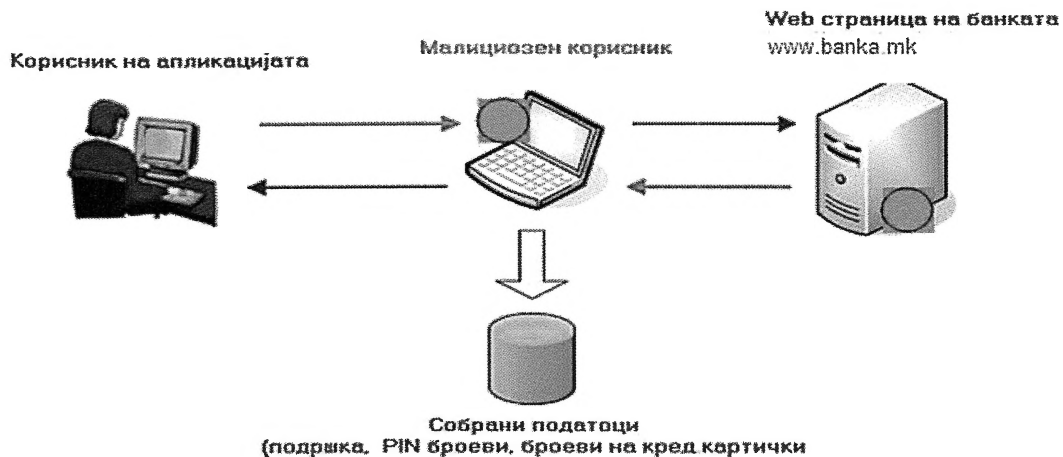 Web страница на банката
www.banka.mk
Малициозен корисник
Корисник на апликацијата
Собрани податоци
(подршка, PIN броеви, броеви на кред картички